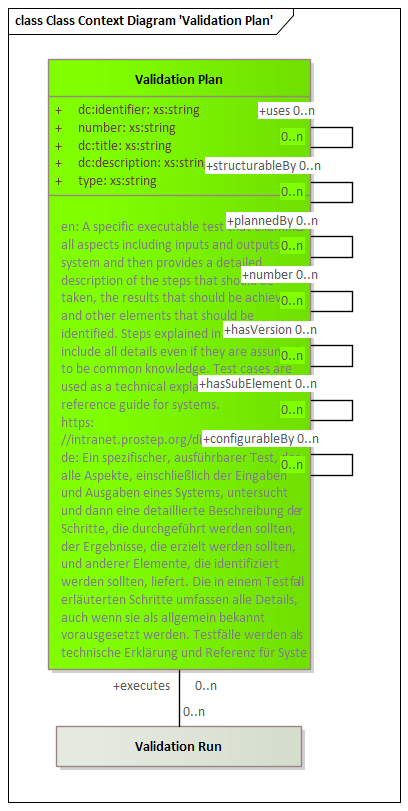 class Class Context Diagram 'Validation Plan'
Validation Plan
+ dc:identifier: xs:string
+ number: xs:string
+ dc:title: xs:string
+ dc:description: xs:strin
+ type: xs:string
+uses 0..n
0..n
+structurableBy 0..n
0..n
+plannedBy 0..n
0..n
+number 0..n
0..n
+hasVersion 0..n
0..n
+hasSubElement 0..n
0..n
+configurableBy 0..n
0..n
en: A specific executable test that
all aspects including inputs and outputs
system and then provides a detailed
description of the steps that
taken, the results that should be
and other elements that should be
identified. Steps explained in
include all details even if they are
to be common knowledge. Test cases are
used as a technical
reference guide for systems.
https:
//intranet.prostep.org/di
de: Ein spezifischer, ausführbarer Test,
alle Aspekte, einschließlich der Eingaben
und Ausgaben eines Systems, untersucht
und dann eine detaillierte Beschreibung der
Schritte, die durchgeführt werden sollten,
der Ergebnisse, die erzielt werden sollten,
und anderer Elemente, die identifiziert
werden sollten, liefert. Die in einem Testfall
erläuterten Schritte umfassen alle Details,
auch wenn sie als allgemein bekannt
vorausgesetzt werden. Testfälle werden als
technische Erklärung und Referenz für Syste
+executes 0..n
0..n
Validation Run